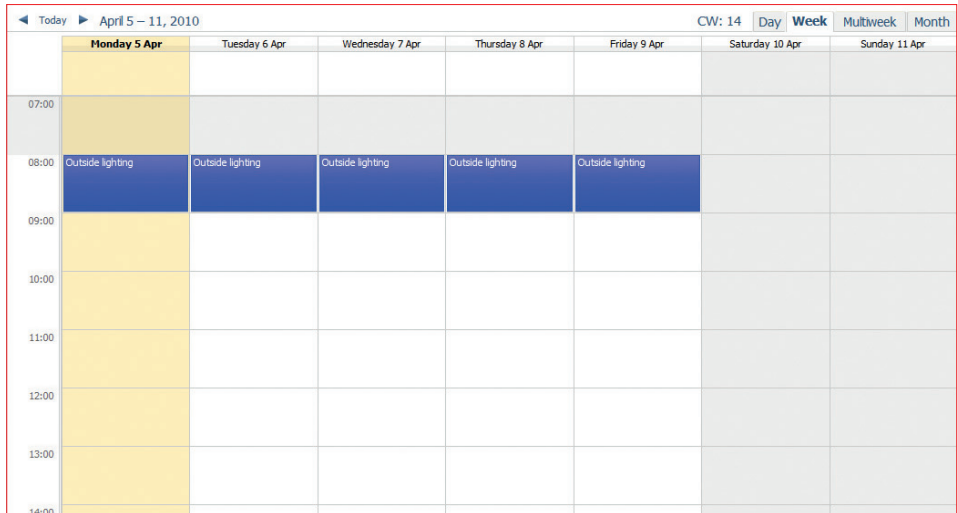 Today April 5 – 11, 2010 CW: 14 Day Week Multiweek Month
Monday 5 Apr Tuesday 6 Apr Wednesday 7 Apr Thursday 8 Apr Friday 9 Apr Saturday 10 Apr Sunday 11 Apr
07:00
08:00 Outside lighting Outside lighting Outside lighting Outside lighting Outside lighting
09:00
10:00
11:00
12:00
13:00
14:00